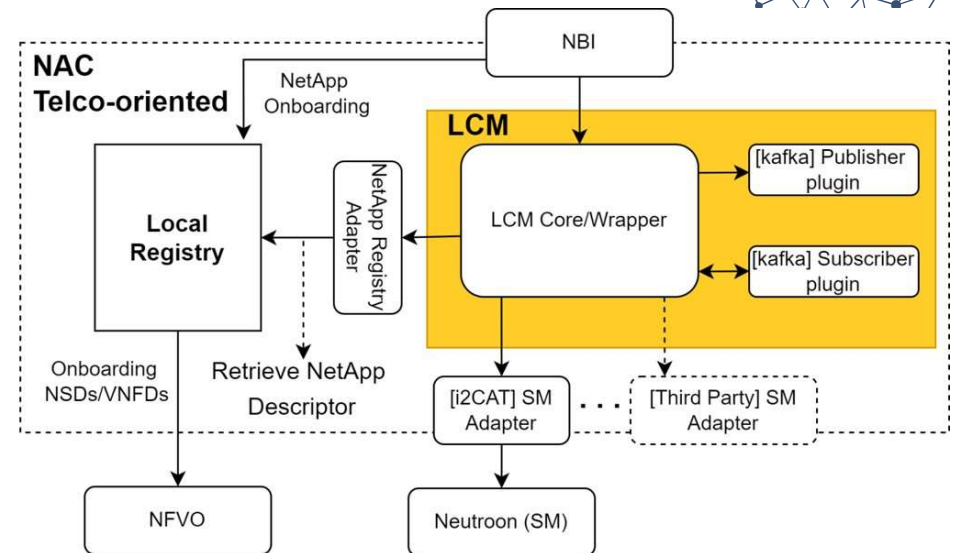 NBI
NAC
Telco-oriented
NetApp
Onboarding
LCM
[kafka] Publisher
plugin
NetApp Registry
Adapter
LCM Core/Wrapper
Local
Registry
[kafka] Subscriber
plugin
Onboarding
NSDs/VNFDs
Retrieve NetApp
Descriptor
[i2CAT] SM
Adapter
. . .
[Third Party] SM
Adapter
NFVO
Neutroon (SM)